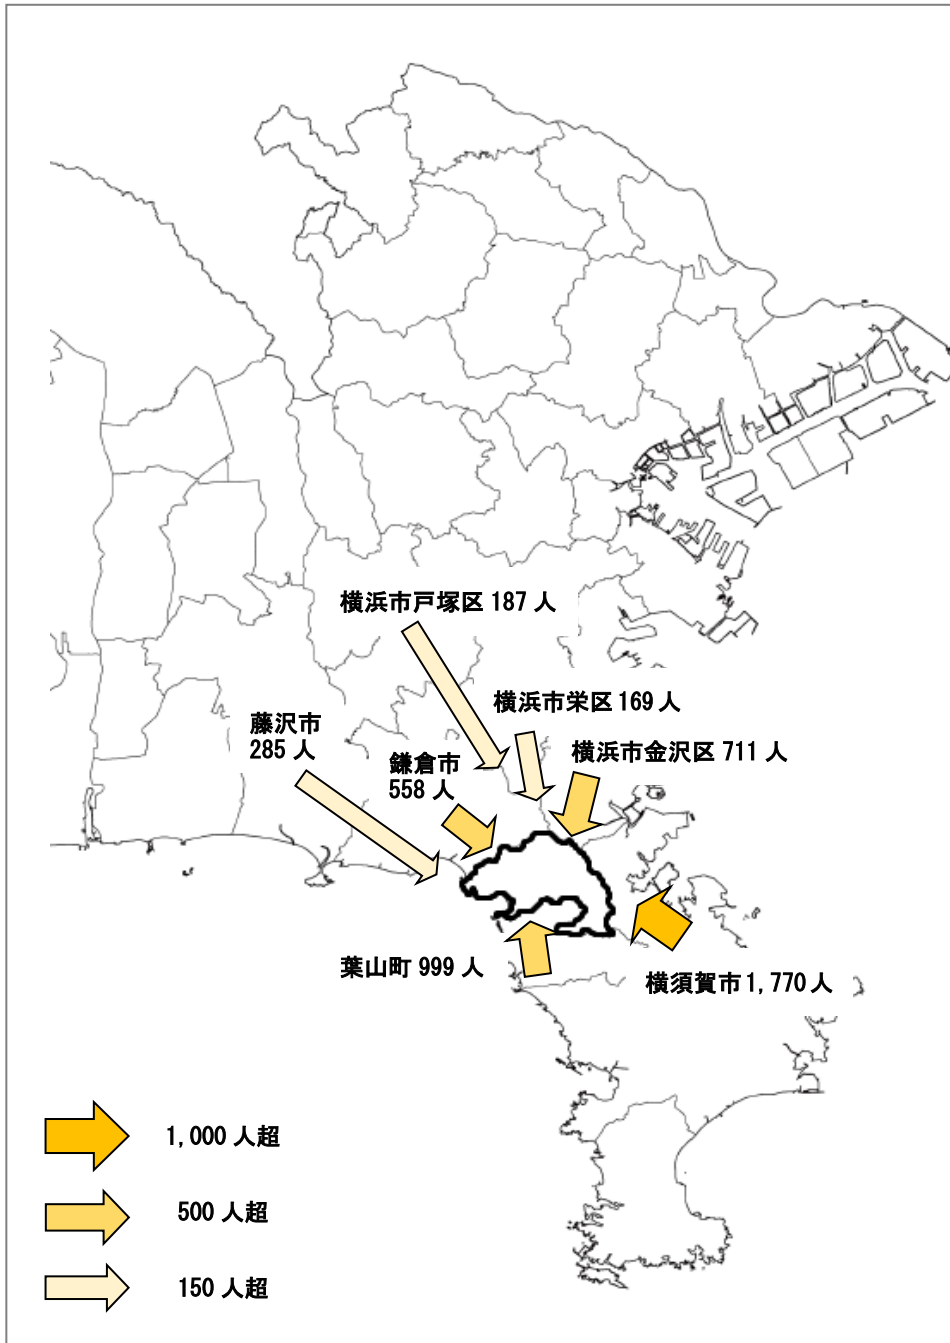 横浜市戸塚区 187 人
横浜市栄区 169 人
藤沢市
285 人
横浜市金沢区 711 人
鎌倉市
558 人
葉山町 999 人
横須賀市 1,770 人
1,000 人超
500 人超
150 人超